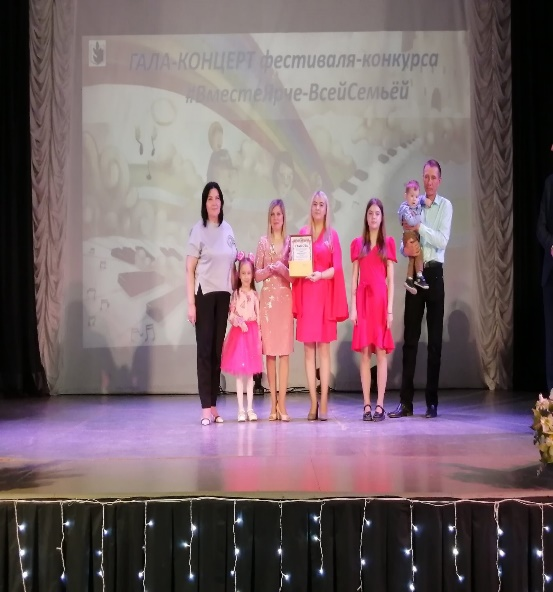 ГАЛА-КОНЦЕРТ фестиваля-конкурса
#ВместеЯрче-ВсейСемьёй